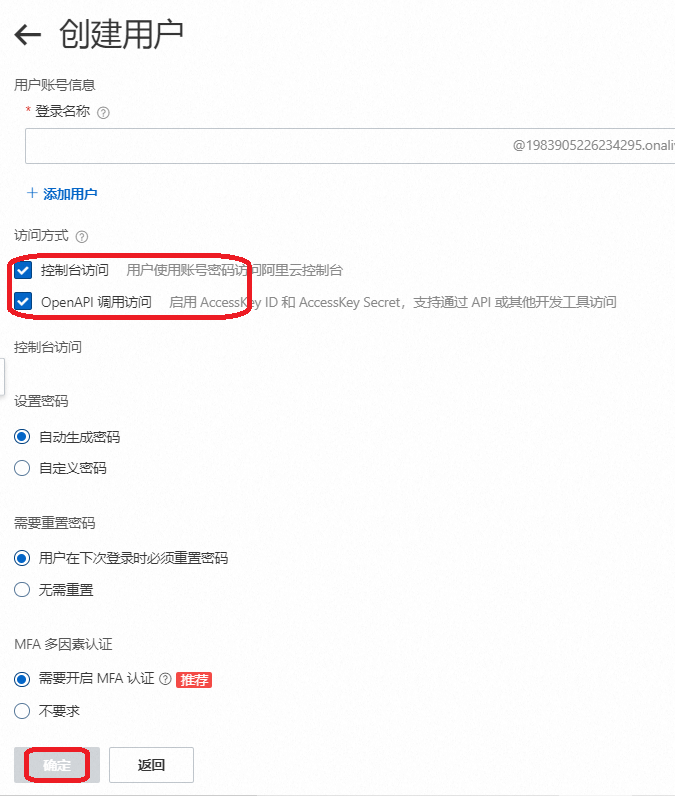 创建用户
用户账号信息
* 登录名称
@1983905226234295.onali
+ 添加用户
访问方式
控制台访问 用户使用账号密码访问阿里云控制台
OpenAPI 调用访问 启用 AccessKey ID 和 AccessKey Secret，支持通过 API 或其他开发工具访问
控制台访问
设置密码
自动生成密码
自定义密码
需要重置密码
用户在下次登录时必须重置密码
无需重置
MFA 多因素认证
需要开启 MFA 认证 推荐
不要求
确定 返回